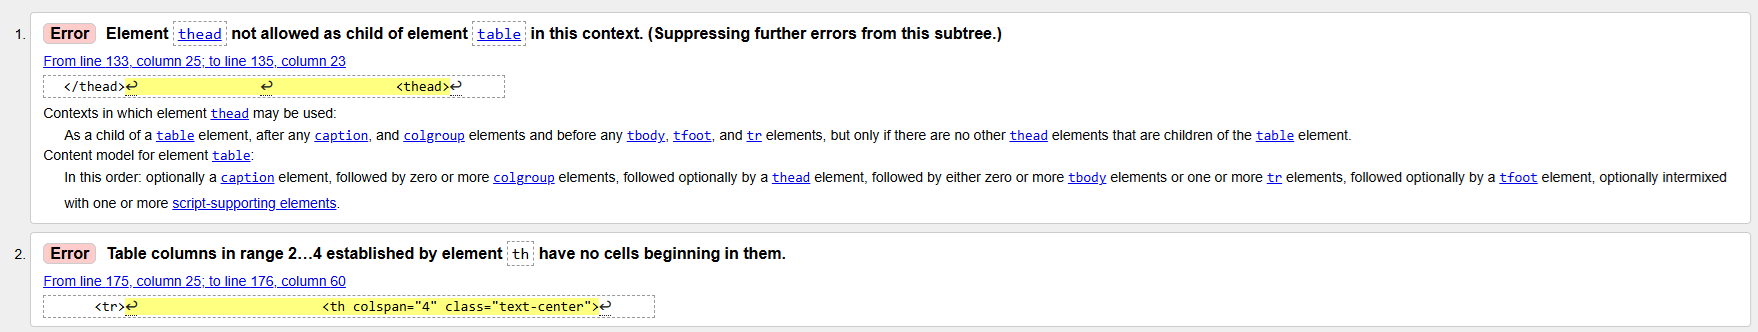 1. Error Element thead not allowed as child of element table in this context. (Suppressing further errors from this subtree.)
From line 133, column 25; to line 135, column 23
</thead>↩ ↩ <thead>↩
Contexts in which element thead may be used:
As a child of a table element, after any caption, and colgroup elements and before any tbody, tfoot, and tr elements, but only if there are no other thead elements that are children of the table element.
Content model for element table:
In this order: optionally a caption element, followed by zero or more colgroup elements, followed optionally by a thead element, followed by either zero or more tbody elements or one or more tr elements, followed optionally by a tfoot element, optionally intermixed
with one or more script-supporting elements.
2. Error Table columns in range 2…4 established by element th have no cells beginning in them.
From line 175, column 25; to line 176, column 60
<tr>↩ <th colspan="4" class="text-center">↩